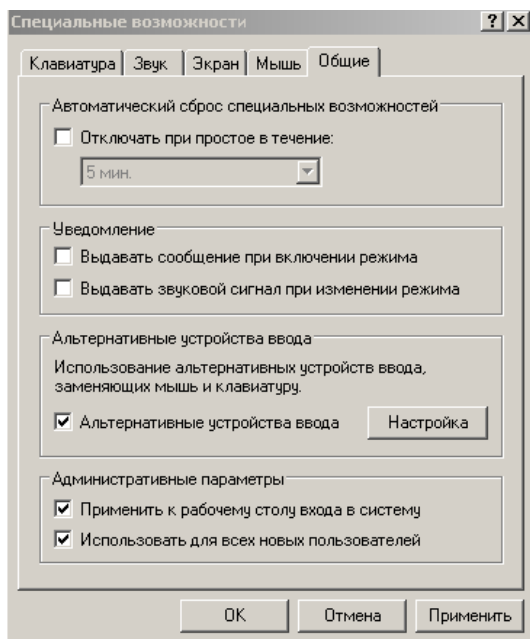 Специальные возможности
Клавиатура Звук Экран Мышь Общие
Автоматический сброс специальных возможностей
Отключать при простое в течение:
5 мин.
Уведомление
Выдавать сообщение при включении режима
Выдавать звуковой сигнал при изменении режима
Альтернативные устройства ввода
Использование альтернативных устройств ввода,
заменяющих мышь и клавиатуру.
Альтернативные устройства ввода Настройка
Административные параметры
Применить к рабочему столу входа в систему
Использовать для всех новых пользователей
ОК Отмена Применить